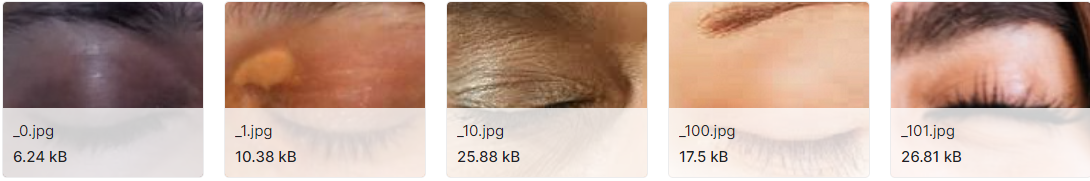 _0.jpg
6.24 kB
_1.jpg
10.38 kB
_10.jpg
25.88 kB
_100.jpg
17.5 kB
_101.jpg
26.81 kB